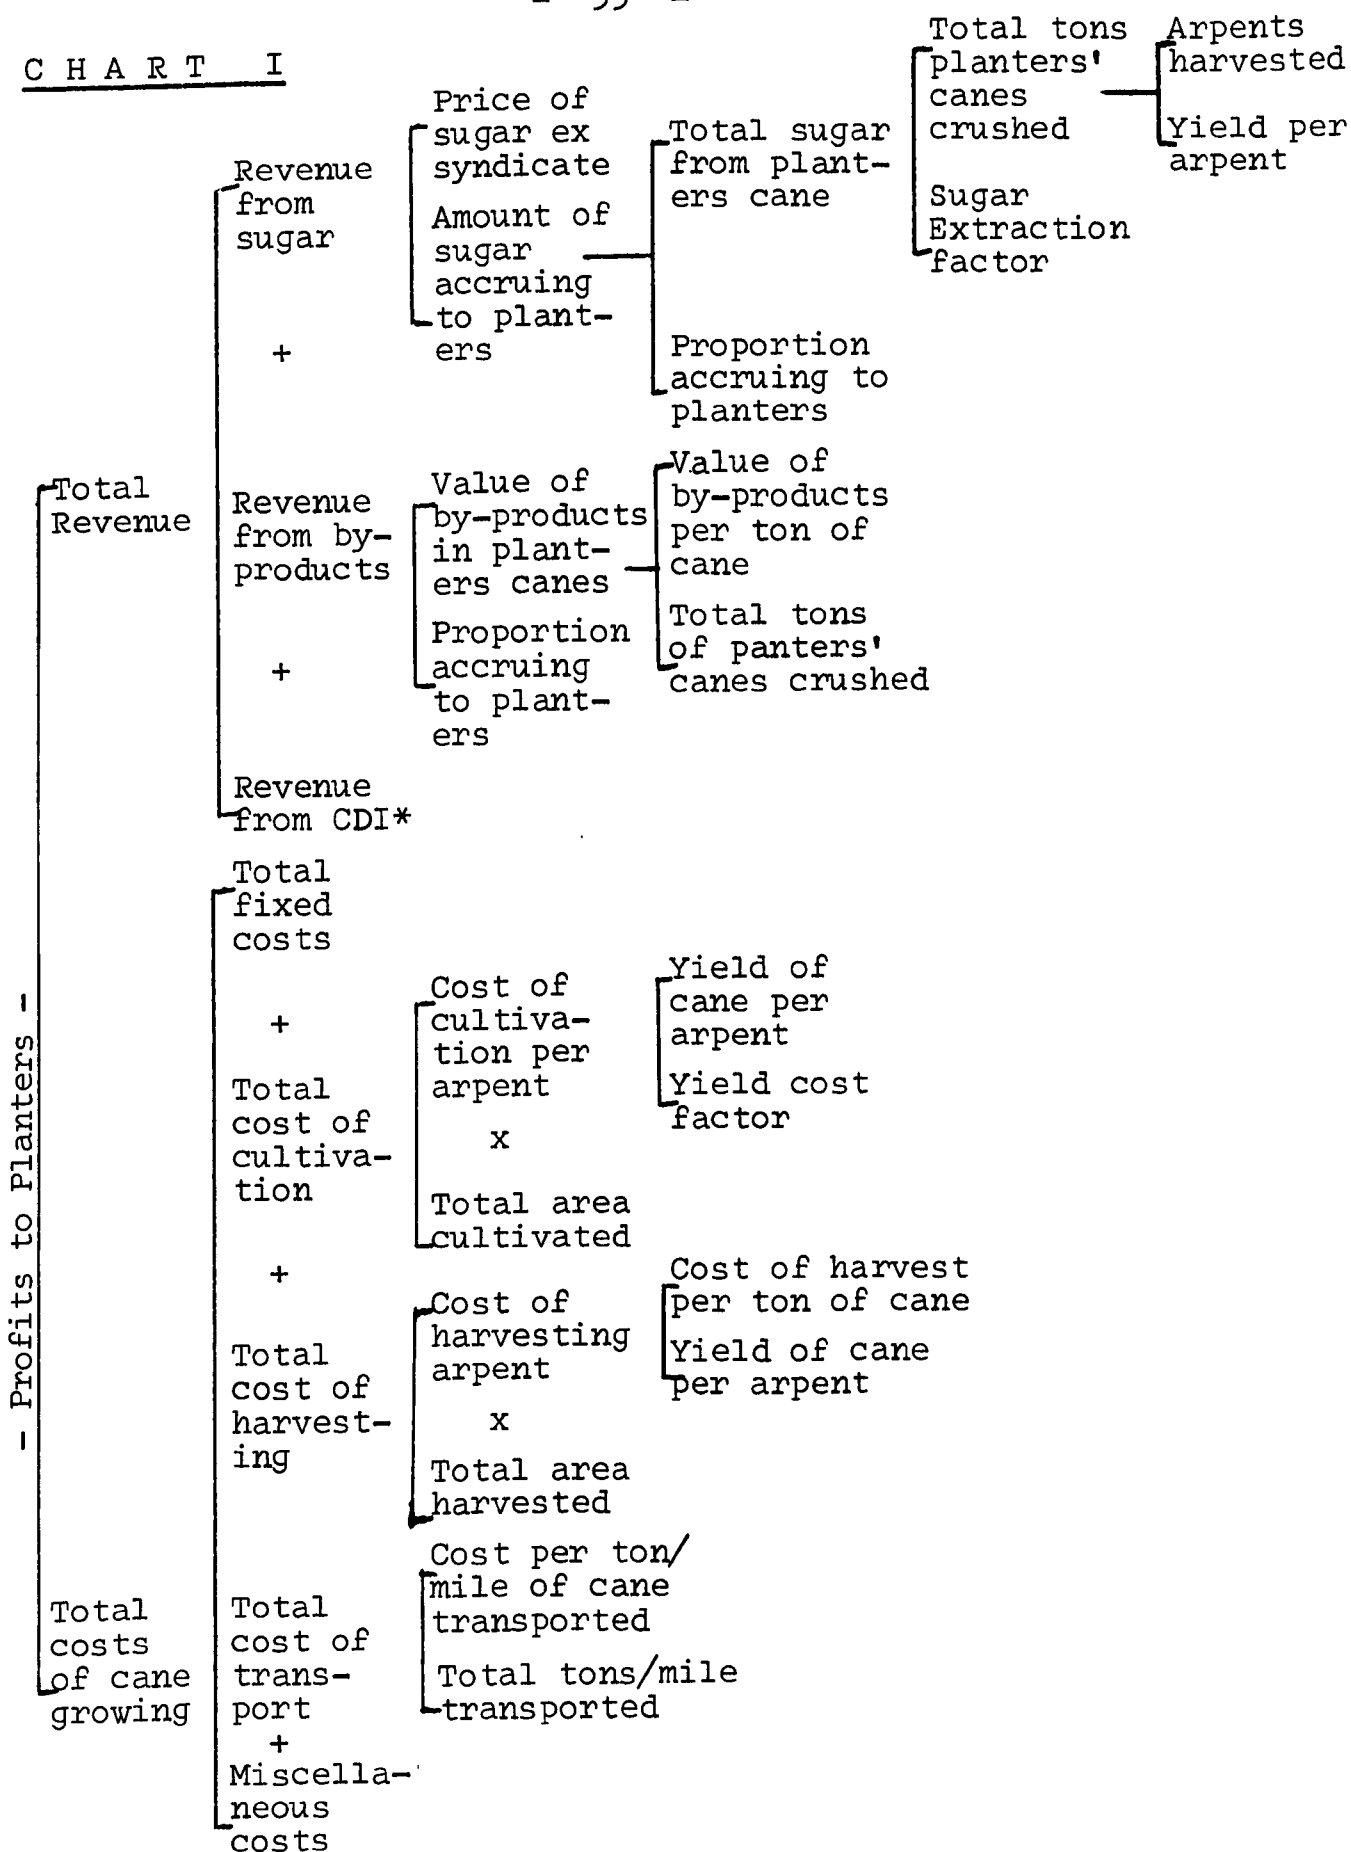 CHART I
Total tons
planters'
canes
crushed
Arpents
harvested
Yield per
arpent
Sugar
Extraction
factor
Price of
sugar ex
syndicate
Amount of
sugar
accruing
to plant-
ers
Total sugar
from plant-
ers cane
Proportion
accruing to
planters
Revenue
from
sugar
+
Total
Revenue
Revenue
from by-
products
Value of
by-products
in plant-
ers canes
Proportion
accruing
to plant-
ers
Value of
by-products
per ton of
cane
Total tons
of panters'
canes crushed
+
Revenue
from CDI*
- Profits to Planters -
Total
fixed
costs
+
Total
cost of
cultiva-
tion
Cost of
cultiva-
tion per
arpent
x
Total area
cultivated
Yield of
cane per
arpent
Yield cost
factor
+
Total
cost of
harvest-
ing
Cost of
harvesting
arpent
x
Total area
harvested
Cost of harvest
per ton of cane
Yield of cane
per arpent
Total
costs
of cane
growing
Total
cost of
trans-
port
Cost per ton/
mile of cane
transported
Total tons/mile
transported
+
Miscella-
neous
costs